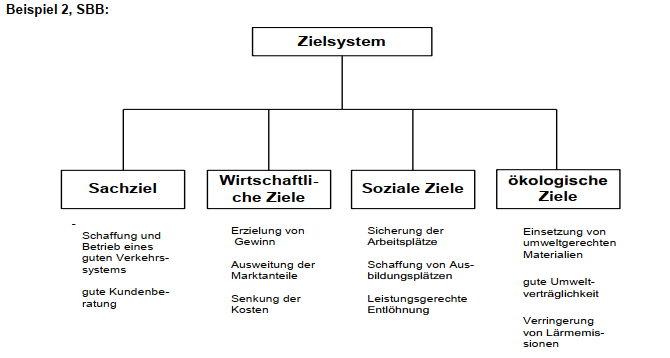 Beispiel 2, SBB:
Zielsystem
Sachziel
Wirtschaftli-
che Ziele
Soziale Ziele
ökologische
Ziele
-
Schaffung und
Betrieb eines
guten Verkehrs-
systems
gute Kundenbe-
ratung
Erzielung von
Gewinn
Ausweitung der
Marktanteile
Senkung der
Kosten
Sicherung der
Arbeitsplätze
Schaffung von Aus-
bildungsplätzen
Leistungsgerechte
Entlöhnung
Einsetzung von
umweltgerechten
Materialien
gute Umwelt-
verträglichkeit
Verringerung
von Lärmemis-
sionen